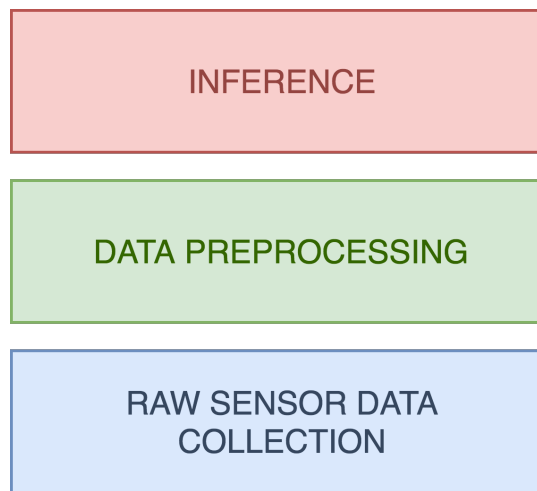 INFERENCE
DATA PREPROCESSING
RAW SENSOR DATA
COLLECTION